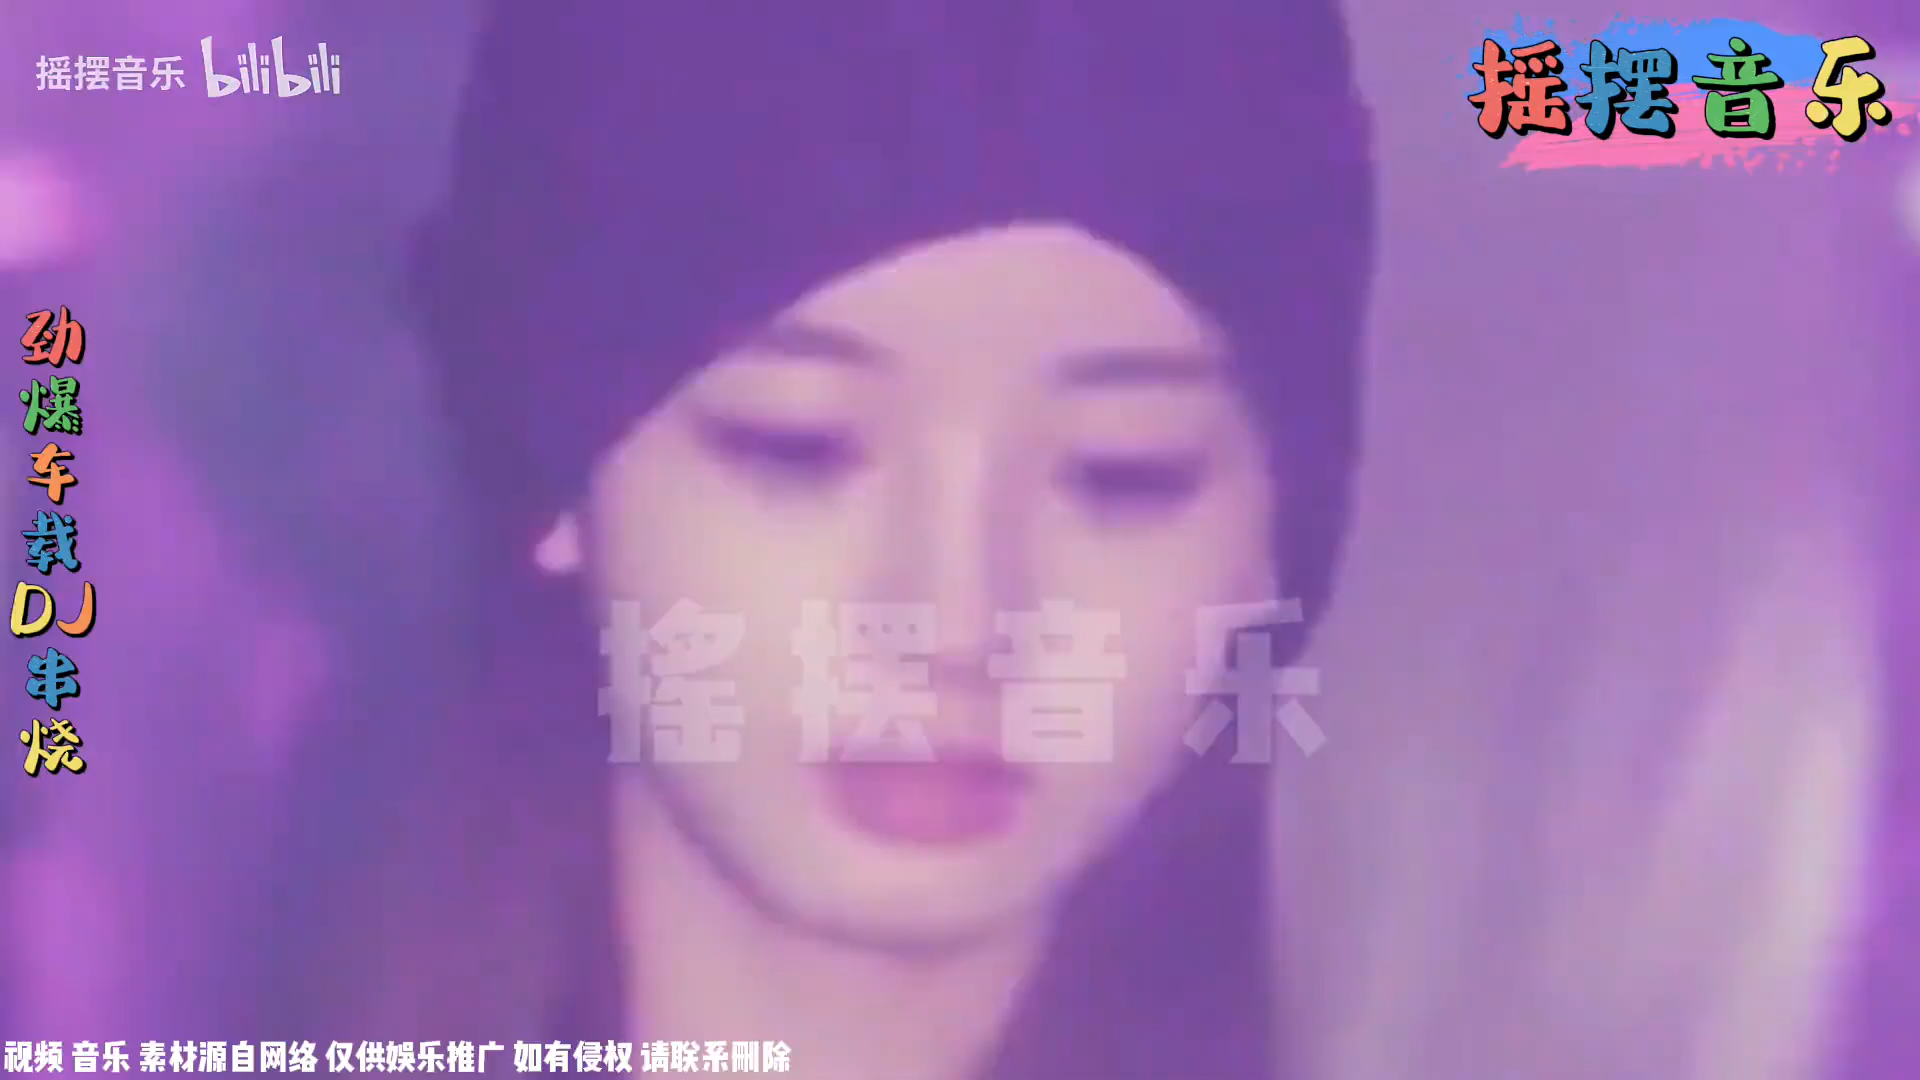 摇摆音乐 bilibili
摇摆音乐
劲爆车载DJ串烧
摇摆音乐
视频 音乐 素材源自网络 仅供娱乐推广 如有侵权 请联系删除